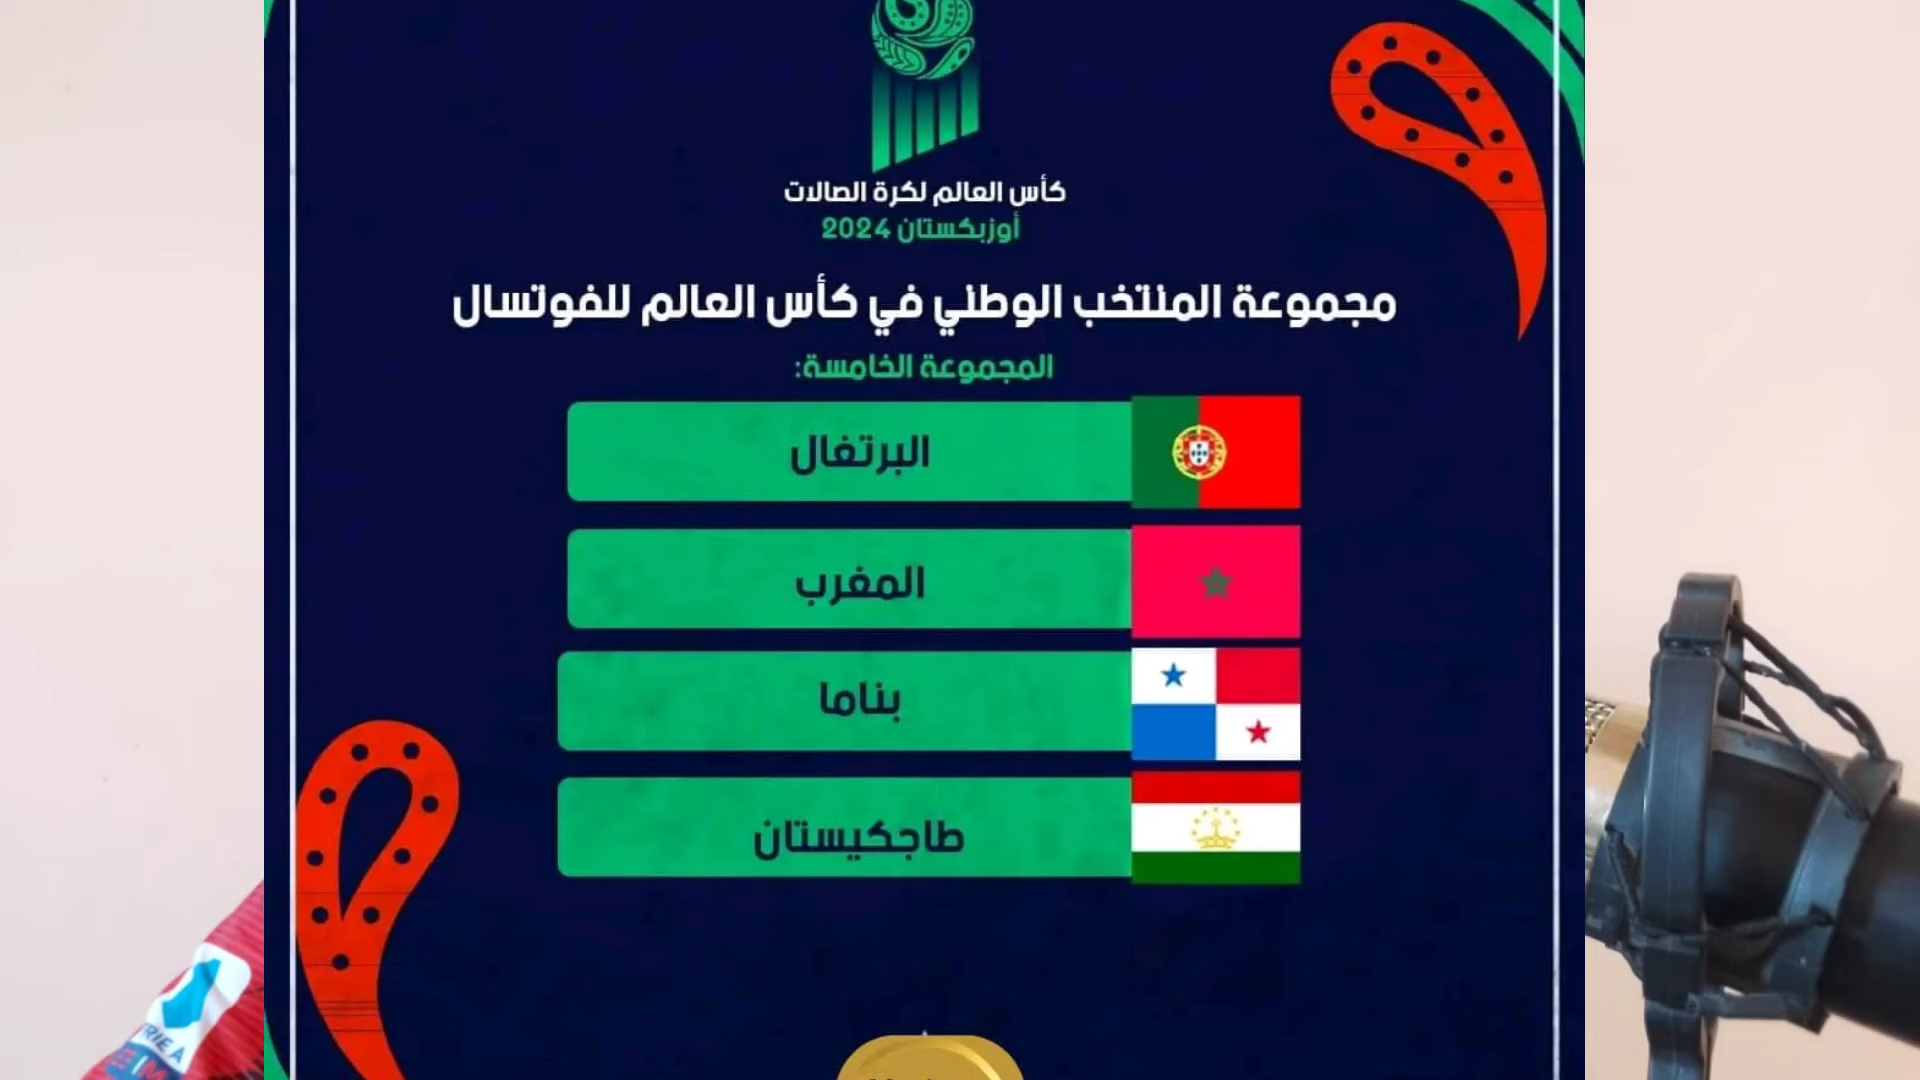 كأس العالم لكرة الصالات
أوزبكستان 2024
مجموعة المنتخب الوطني في كأس العالم للفوتسال
المجموعة الخامسة:
البرتغال
المغرب
بناما
طاجكيستان
RIE A